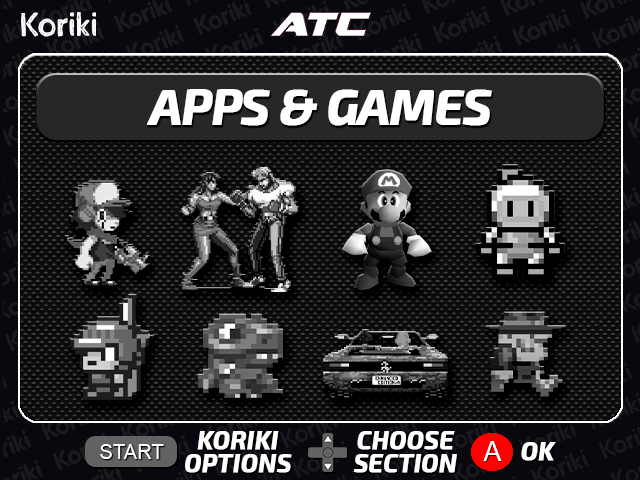 Koriki
ATC
APPS & GAMES
M
START
KORIKI
OPTIONS
CHOOSE
SECTION
A
OK